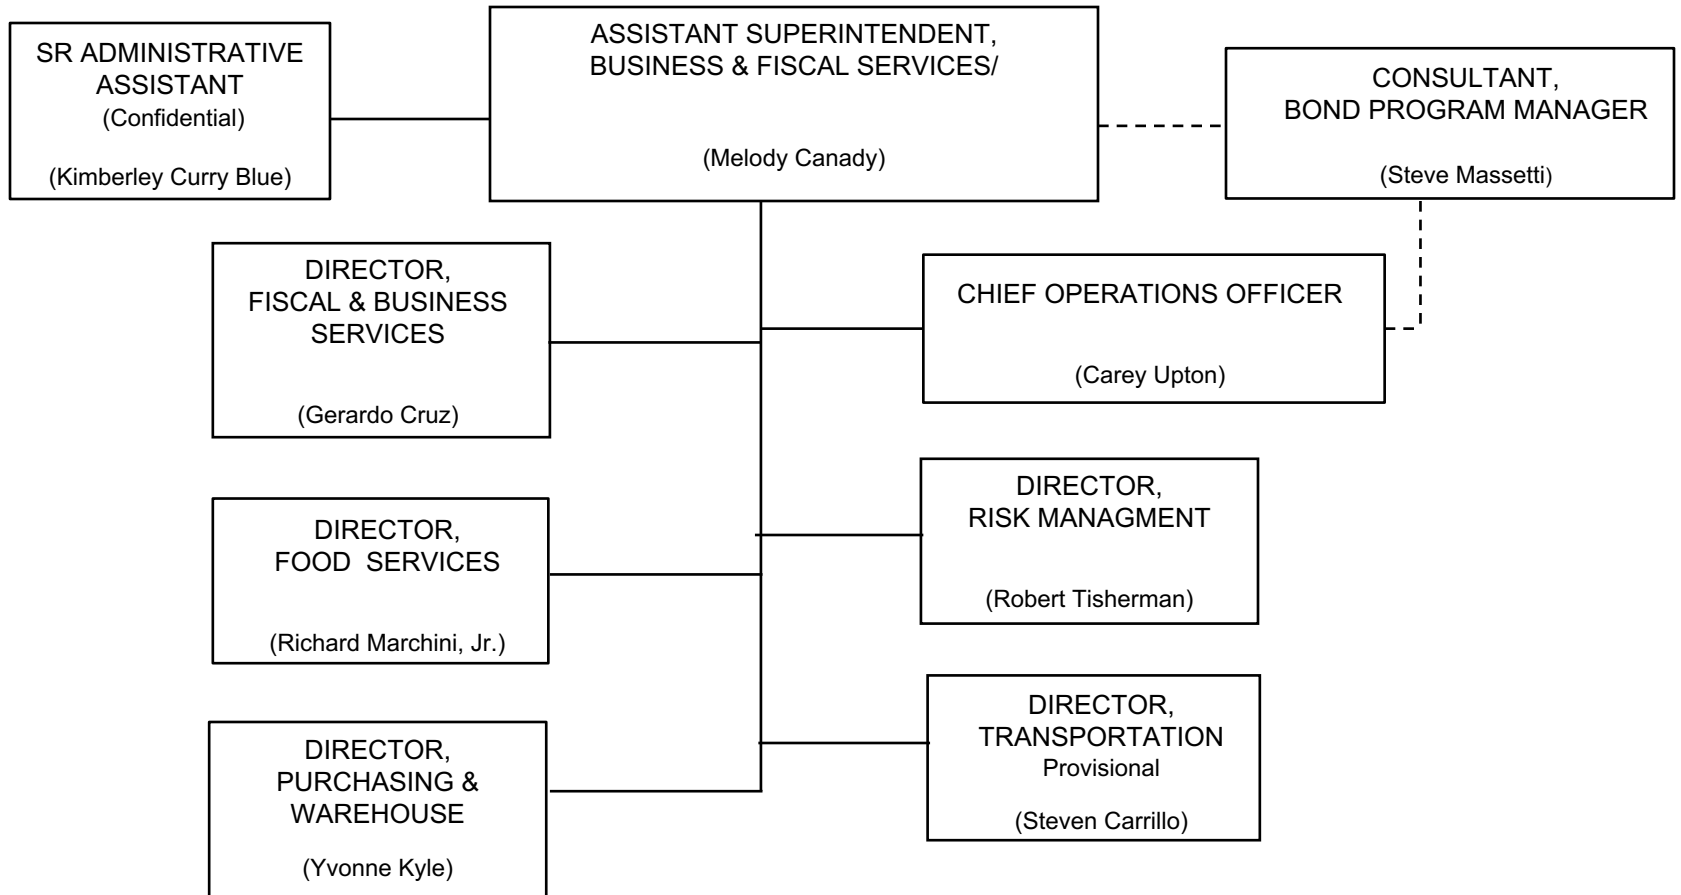 SR ADMINISTRATIVE
ASSISTANT
(Confidential)
(Kimberley Curry Blue)
ASSISTANT SUPERINTENDENT,
BUSINESS & FISCAL SERVICES/
(Melody Canady)
CONSULTANT,
BOND PROGRAM MANAGER
(Steve Massetti)
DIRECTOR,
FISCAL & BUSINESS
SERVICES
(Gerardo Cruz)
CHIEF OPERATIONS OFFICER
(Carey Upton)
DIRECTOR,
FOOD  SERVICES
(Richard Marchini, Jr.)
DIRECTOR,
RISK MANAGMENT
(Robert Tisherman)
DIRECTOR,
PURCHASING &
WAREHOUSE
(Yvonne Kyle)
DIRECTOR,
TRANSPORTATION
Provisional
(Steven Carrillo)